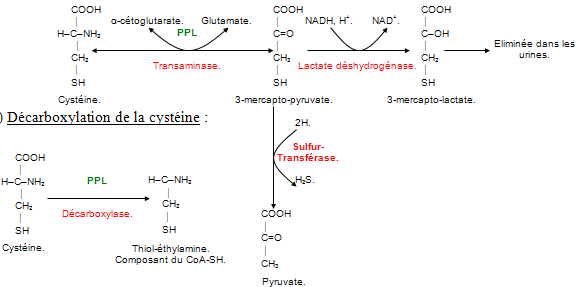 COOH
H–C–NH₂
CH₂
SH
Cystéine.
α-cétoglutarate. Glutamate.
PPL
Transaminase.
COOH
C=O
CH₂
SH
3-mercapto-pyruvate.
NADH, H⁺. NAD⁺.
Lactate déshydrogénase.
COOH
C–OH
CH₂
SH
3-mercapto-lactate.
Eliminée dans les
urines.
) Décarboxylation de la cystéine :
COOH
H–C–NH₂
CH₂
SH
Cystéine.
PPL
Décarboxylase.
H–C–NH₂
CH₂
SH
Thiol-éthylamine.
Composant du CoA-SH.
2H.
Sulfur-
Transférase.
H₂S.
COOH
C=O
CH₃
Pyruvate.